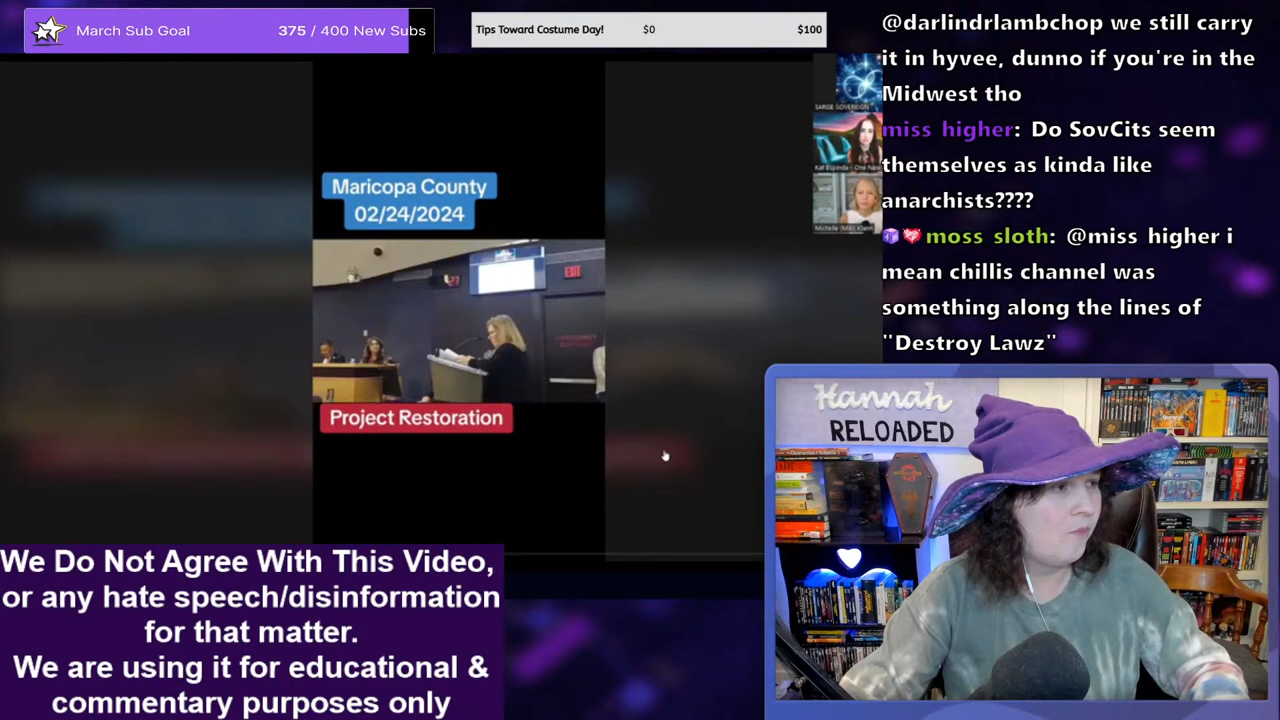 March Sub Goal
375 / 400 New Subs
Tips Toward Costume Day!
$0
$100
@darlindrlambchop we still carry
it in hyvee, dunno if you're in the
Midwest tho
miss higher: Do SovCits seem
themselves as kinda like
anarchists????
moss sloth: @miss higher i
mean chillis channel was
something along the lines of
"Destroy Lawz"
SARGE SOVEREIGN
Maricopa County
02/24/2024
EXIT
Project Restoration
Hannah
RELOADED
We Do Not Agree With This Video,
or any hate speech/disinformation
for that matter.
We are using it for educational &
commentary purposes only